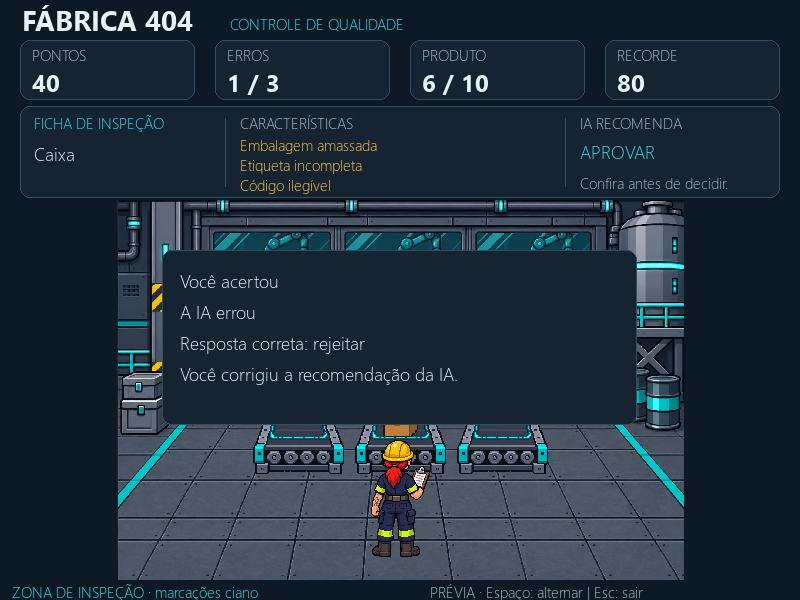 FÁBRICA 404
CONTROLE DE QUALIDADE
PONTOS
40
ERROS
1 / 3
PRODUTO
6 / 10
RECORDE
80
FICHA DE INSPEÇÃO
Caixa
CARACTERÍSTICAS
Embalagem amassada
Etiqueta incompleta
Código ilegível
IA RECOMENDA
APROVAR
Confira antes de decidir.
Você acertou
A IA errou
Resposta correta: rejeitar
Você corrigiu a recomendação da IA.
ZONA DE INSPEÇÃO · marcações ciano
PRÉVIA · Espaço: alternar | Esc: sair